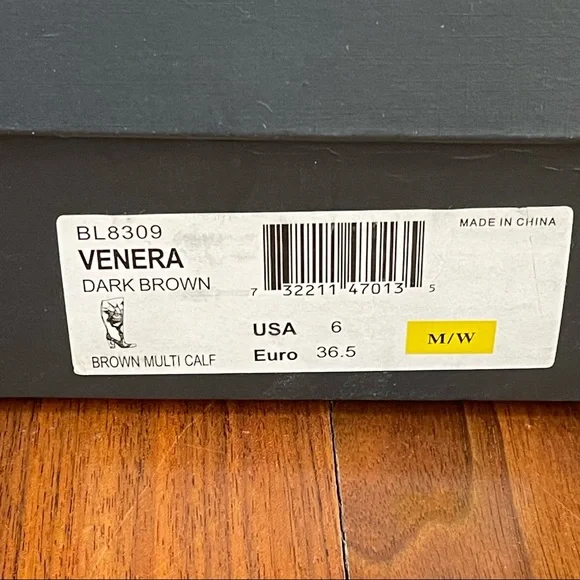 BL8309
VENERA
DARK BROWN
BROWN MULTI CALF
7 32211 47013 5
USA 6
Euro 36.5
MADE IN CHINA
M/W